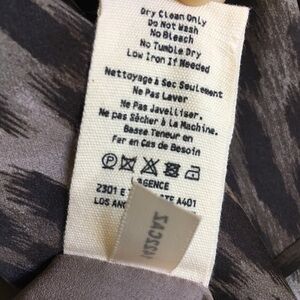 Dry Clean Only
Do Not Wash
No Bleach
No Tumble Dry
Low Iron If Needed
Nettoyage à Sec Seulement
Ne Pas Laver
Ne Pas Javelliser.
Ne pas Sècher à la Machine.
Basse Teneur en
Fer En Cas de Besoin
AGENCE
2301 E A401
LOS AN